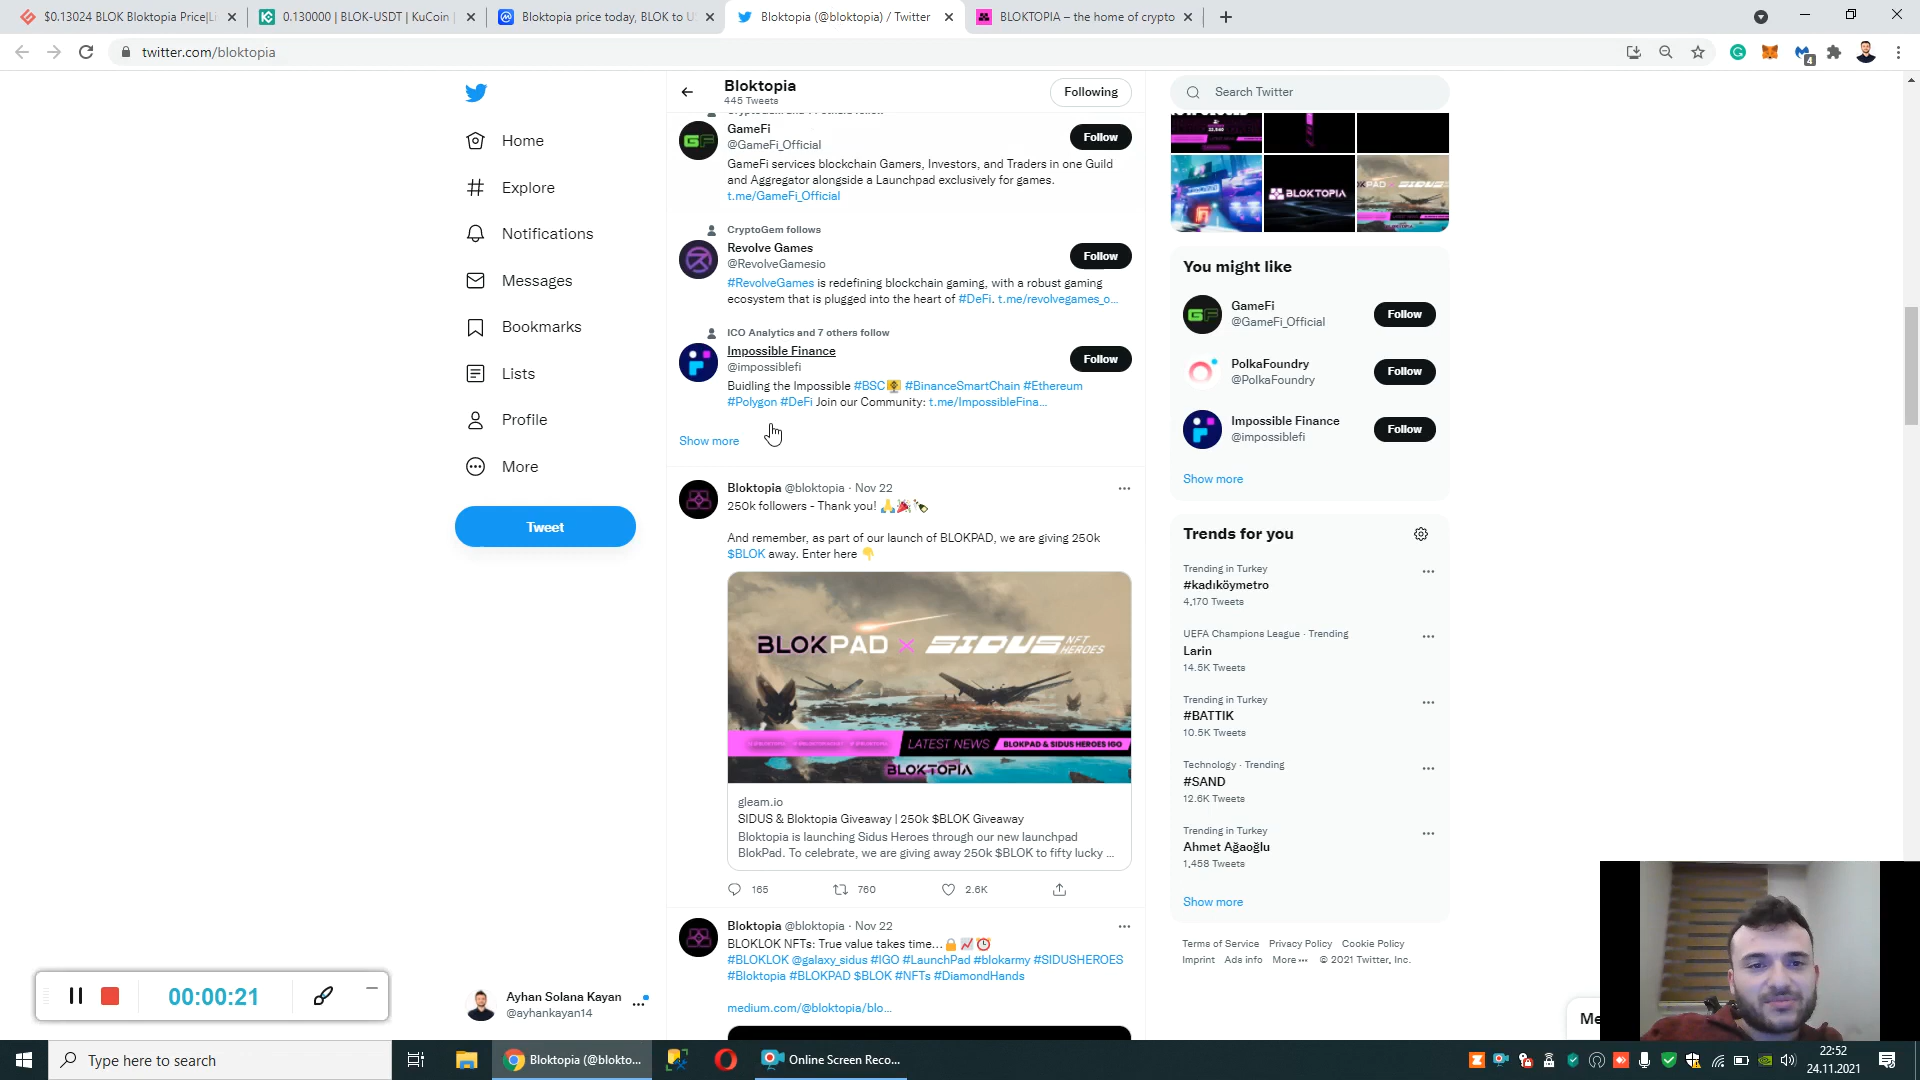 $0.13024 BLOK Bloktopia Price|Li
0.130000 | BLOK-USDT | KuCoin
Bloktopia price today, BLOK to U
Bloktopia (@bloktopia) / Twitter
BLOKTOPIA – the home of crypto
twitter.com/bloktopia
4
Home
Explore
Notifications
Messages
Bookmarks
Lists
Profile
More
Tweet
Ayhan Solana Kayan
@ayhankayan14
Bloktopia
445 Tweets
Following
GameFi
@GameFi_Official
Follow
GameFi services blockchain Gamers, Investors, and Traders in one Guild
and Aggregator alongside a Launchpad exclusively for games.
t.me/GameFi_Official
CryptoGem follows
Revolve Games
@RevolveGamesio
Follow
#RevolveGames is redefining blockchain gaming, with a robust gaming
ecosystem that is plugged into the heart of #DeFi. t.me/revolvegames_o...
ICO Analytics and 7 others follow
Impossible Finance
@impossiblefi
Follow
Buidling the Impossible #BSC #BinanceSmartChain #Ethereum
#Polygon #DeFi Join our Community: t.me/ImpossibleFina...
Show more
Bloktopia @bloktopia · Nov 22
250k followers - Thank you! 🙏🎉🍾
And remember, as part of our launch of BLOKPAD, we are giving 250k
$BLOK away. Enter here 👇
BLOKPAD × SIDUS NFT HEROES
LATEST NEWS BLOKPAD & SIDUS HEROES IGO
BLOKTOPIA
gleam.io
SIDUS & Bloktopia Giveaway | 250k $BLOK Giveaway
Bloktopia is launching Sidus Heroes through our new launchpad
BlokPad. To celebrate, we are giving away 250k $BLOK to fifty lucky ...
165 760 2.6K
Bloktopia @bloktopia · Nov 22
BLOKLOK NFTs: True value takes time...🔒📈⏰
#BLOKLOK @galaxy_sidus #IGO #LaunchPad #blokarmy #SIDUSHEROES
#Bloktopia #BLOKPAD $BLOK #NFTs #DiamondHands
medium.com/@bloktopia/blo...
Search Twitter
BLOKTOPIA
You might like
GameFi
@GameFi_Official
Follow
PolkaFoundry
@PolkaFoundry
Follow
Impossible Finance
@impossiblefi
Follow
Show more
Trends for you
Trending in Turkey
#kadıköymetro
4,170 Tweets
UEFA Champions League · Trending
Larin
14.5K Tweets
Trending in Turkey
#BATTIK
10.5K Tweets
Technology · Trending
#SAND
12.6K Tweets
Trending in Turkey
Ahmet Ağaoğlu
1,458 Tweets
Show more
Terms of Service Privacy Policy Cookie Policy
Imprint Ads info More ··· © 2021 Twitter, Inc.
Me
00:00:21
Type here to search
Bloktopia (@blokto...
Online Screen Reco...
22:52
24.11.2021